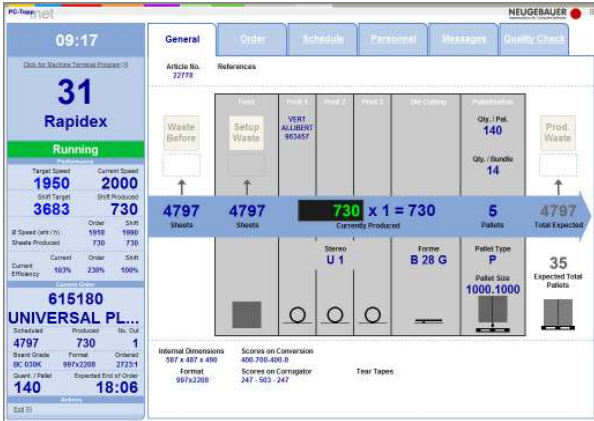 PC-Topp.net
NEUGEBAUER
09:17
Click for Machine Terminal Program
31
Rapidex
Running
Performance
Target Speed Current Speed
1950 2000
Shift Target Shift Produced
3683 730
Order Shift
Ø Speed (sht / h) 1918 1990
Sheets Produced 730 730
Current Order Shift
Current Efficiency 103% 230% 100%
Current Order
615180
UNIVERSAL PL...
Scheduled Produced No. Out
4797 730 1
Board Grade Format Ordered
BC 030K 997x2208 2723:1
Quant. / Pallet Expected End of Order
140 18:06
Actions
Exit
General Order Schedule Personnel Messages Quality Check
Article No. References
22778
Feed Print 1 Print 2 Print 3 Die Cutting Palletisation
Waste Before
Setup Waste
VERT
ALLIBERT
963457
Qty. / Pal.
140
Qty. / Bundle
14
Prod. Waste
4797 4797 730 x 1 = 730 5 4797
Sheets Sheets Currently Produced Pallets Total Expected
Stereo Forme Pallet Type
U 1 B 28 G P
Pallet Size
1000.1000
35
Expected Total
Pallets
Internal Dimensions Scores on Conversion
587 x 487 x 490 400-700-400-8
Format Scores on Corrugator Tear Tapes
997x2208 247 - 503 - 247